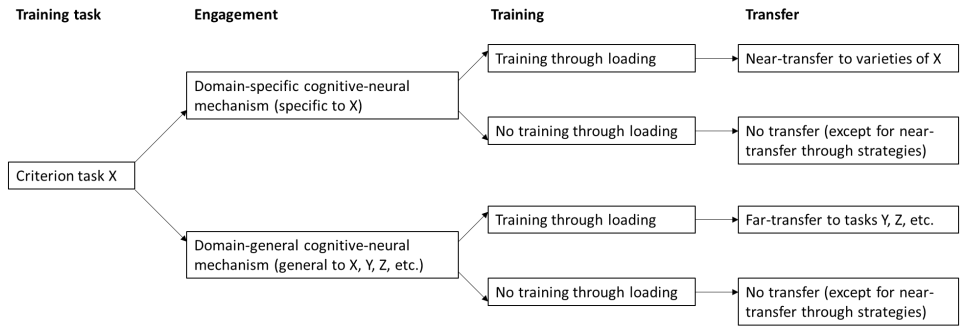 Training task
Engagement
Training
Transfer
Training through loading
Near-transfer to varieties of X
Domain-specific cognitive-neural
mechanism (specific to X)
No training through loading
No transfer (except for near-
transfer through strategies)
Criterion task X
Training through loading
Far-transfer to tasks Y, Z, etc.
Domain-general cognitive-neural
mechanism (general to X, Y, Z, etc.)
No training through loading
No transfer (except for near-
transfer through strategies)